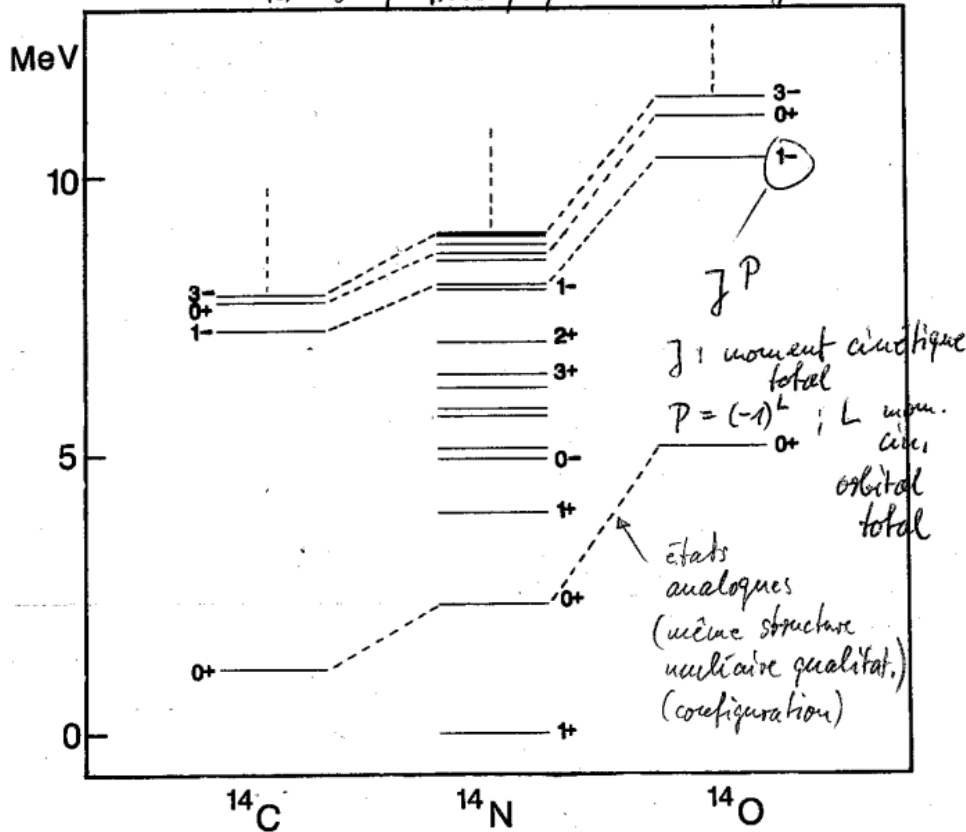 MeV
10
5
0
3-
0+
1-
0+
1-
2+
3+
0-
1+
0+
1+
3-
0+
1-
0+
J P
J : moment cinétique
total
P = (-1)^L ; L mom.
cin.
orbital
total
états
analogues
(même structure
nucléaire qualitat.)
(configuration)
14C
14N
14O